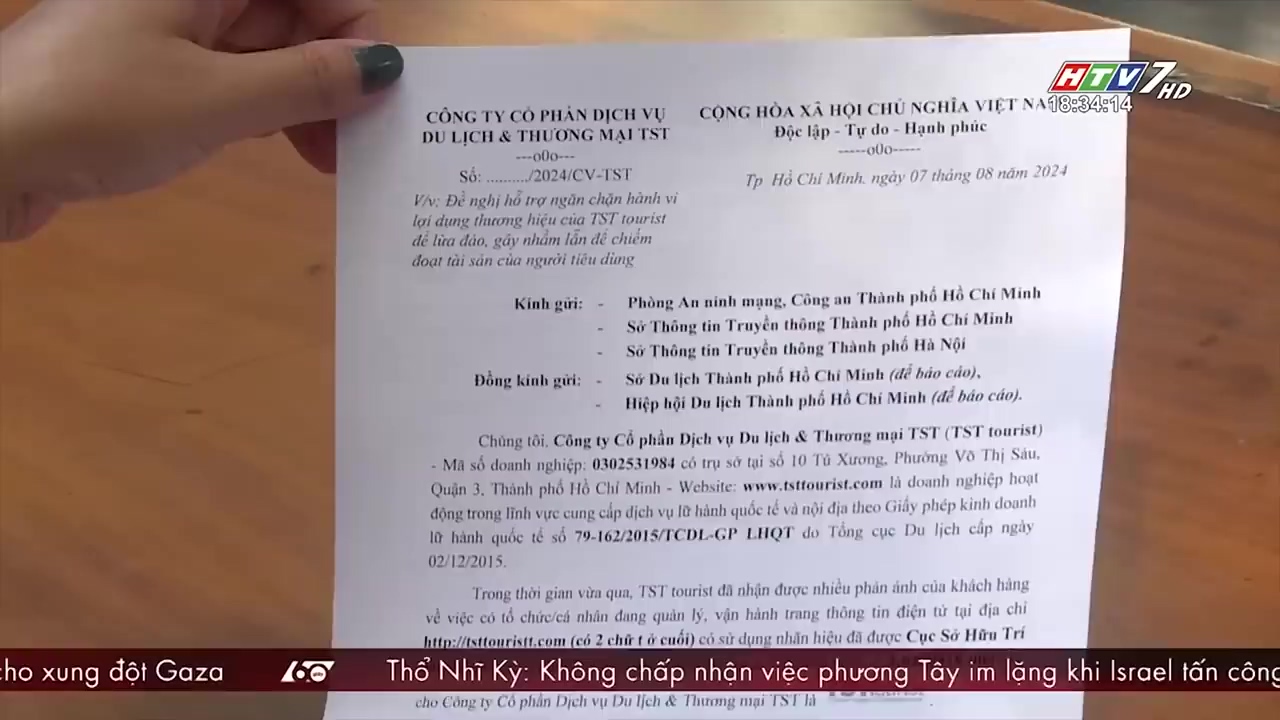 HTV7 HD
18:34:14
CÔNG TY CỔ PHẦN DỊCH VỤ
DU LỊCH & THƯƠNG MẠI TST
---o0o---
Số: ........./2024/CV-TST
V/v: Đề nghị hỗ trợ ngăn chặn hành vi
lợi dụng thương hiệu của TST tourist
để lừa đảo, gây nhầm lẫn để chiếm
đoạt tài sản của người tiêu dùng
CỘNG HÒA XÃ HỘI CHỦ NGHĨA VIỆT NA
Độc lập - Tự do - Hạnh phúc
-----o0o-----
Tp Hồ Chí Minh, ngày 07 tháng 08 năm 2024
Kính gửi: - Phòng An ninh mạng, Công an Thành phố Hồ Chí Minh
- Sở Thông tin Truyền thông Thành phố Hồ Chí Minh
- Sở Thông tin Truyền thông Thành phố Hà Nội
Đồng kính gửi: - Sở Du lịch Thành phố Hồ Chí Minh (để báo cáo),
- Hiệp hội Du lịch Thành phố Hồ Chí Minh (để báo cáo).
Chúng tôi, Công ty Cổ phần Dịch vụ Du lịch & Thương mại TST (TST tourist)
- Mã số doanh nghiệp: 0302531984 có trụ sở tại số 10 Tú Xương, Phường Võ Thị Sáu,
Quận 3, Thành phố Hồ Chí Minh - Website: www.tsttourist.com là doanh nghiệp hoạt
động trong lĩnh vực cung cấp dịch vụ lữ hành quốc tế và nội địa theo Giấy phép kinh doanh
lữ hành quốc tế số 79-162/2015/TCDL-GP LHQT do Tổng cục Du lịch cấp ngày
02/12/2015.
Trong thời gian vừa qua, TST tourist đã nhận được nhiều phản ánh của khách hàng
về việc có tổ chức/cá nhân đang quản lý, vận hành trang thông tin điện tử tại địa chỉ
http://tsttouristt.com (có 2 chữ t ở cuối) có sử dụng nhãn hiệu đã được Cục Sở Hữu Trí
cho xung đột Gaza 60 Thổ Nhĩ Kỳ: Không chấp nhận việc phương Tây im lặng khi Israel tấn công
cho Công ty Cổ phần Dịch vụ Du lịch & Thương mại TST là